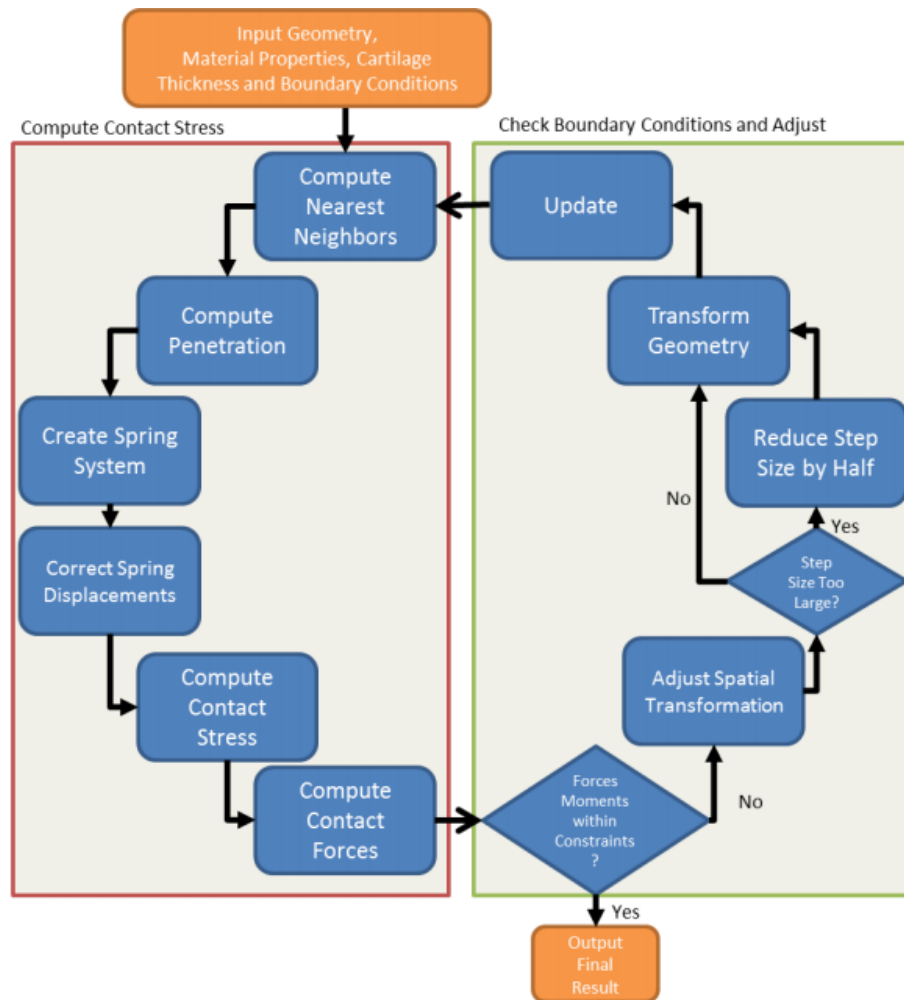 Input Geometry,
Material Properties, Cartilage
Thickness and Boundary Conditions
Compute Contact Stress
Compute
Nearest
Neighbors
Compute
Penetration
Create Spring
System
Correct Spring
Displacements
Compute
Contact
Stress
Compute
Contact
Forces
Check Boundary Conditions and Adjust
Update
Transform
Geometry
Reduce Step
Size by Half
No
Yes
Step
Size Too
Large?
Adjust Spatial
Transformation
Forces
Moments
within
Constraints
?
No
Yes
Output
Final
Result